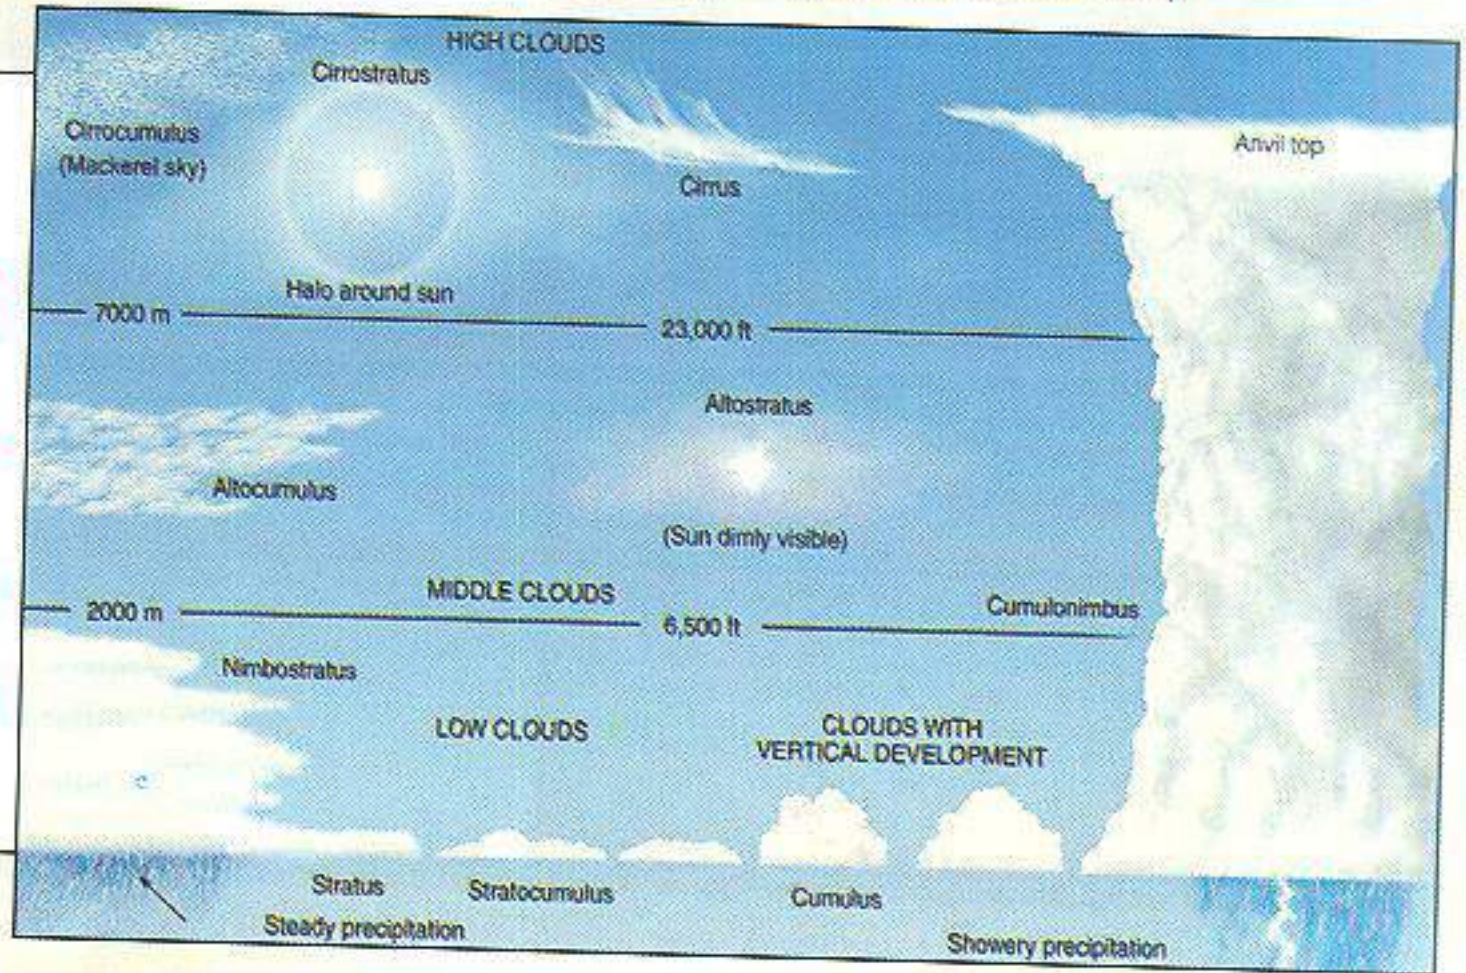 HIGH CLOUDS
Cirrostratus
Cirrocumulus
(Mackerel sky)
Cirrus
Anvil top
Halo around sun
7000 m
23,000 ft
Altostratus
Altocumulus
(Sun dimly visible)
MIDDLE CLOUDS
2000 m
6,500 ft
Cumulonimbus
Nimbostratus
LOW CLOUDS
CLOUDS WITH
VERTICAL DEVELOPMENT
Stratus
Stratocumulus
Cumulus
Steady precipitation
Showery precipitation